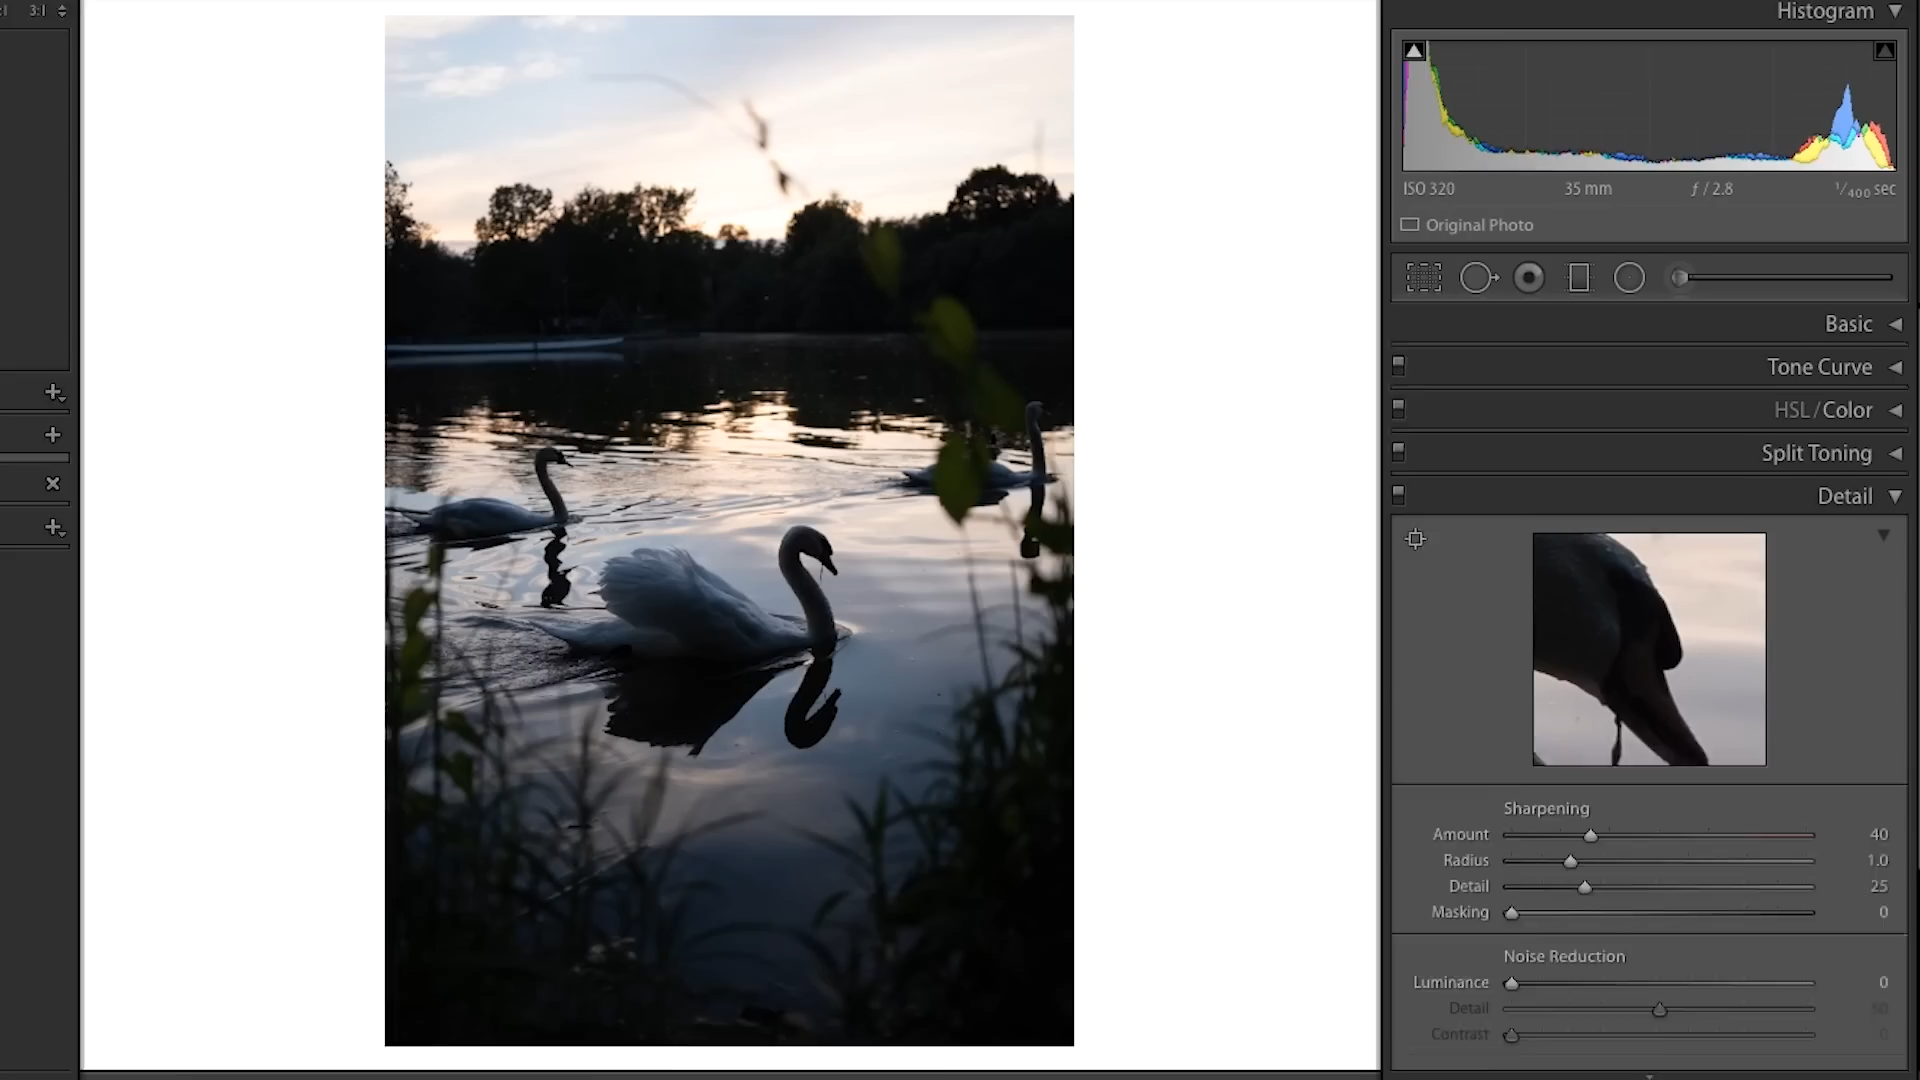 3:1
Histogram
ISO 320 35 mm ƒ / 2.8 1/400 sec
Original Photo
Basic
Tone Curve
HSL / Color
Split Toning
Detail
Sharpening
Amount 40
Radius 1.0
Detail 25
Masking 0
Noise Reduction
Luminance 0
Detail 50
Contrast 0